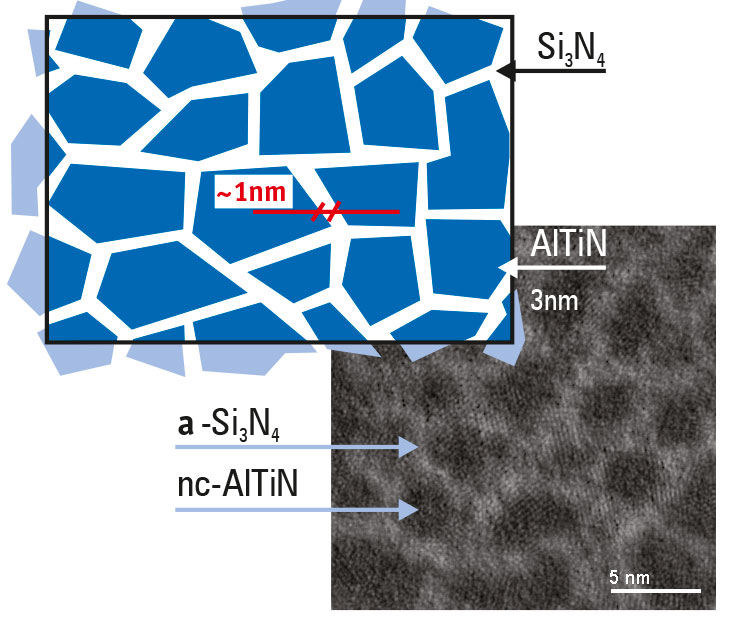 Si₃N₄
~1nm
AlTiN
3nm
a -Si₃N₄
nc-AlTiN
5 nm